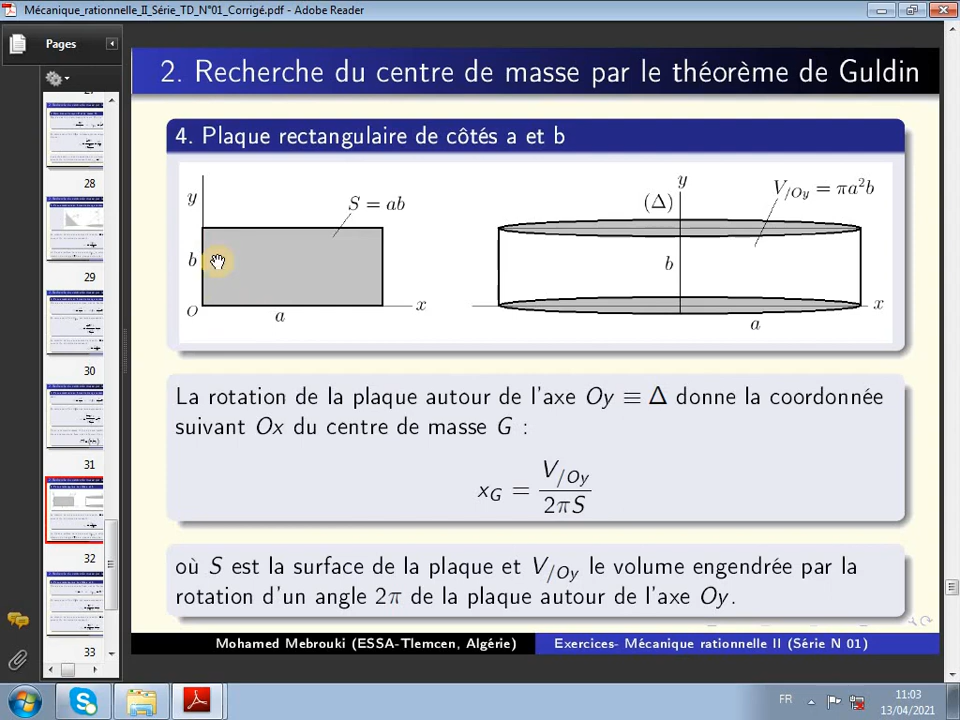 Mécanique_rationnelle_II_Série_TD_N°01_Corrigé.pdf - Adobe Reader
Pages
28
29
30
31
32
33
2. Recherche du centre de masse par le théorème de Guldin
4. Plaque rectangulaire de côtés a et b
y
S = ab
b
O
a
x
y
(Δ)
V/Oy = πa²b
b
x
a
La rotation de la plaque autour de l'axe Oy ≡ Δ donne la coordonnée
suivant Ox du centre de masse G :
xG = V/Oy / 2πS
où S est la surface de la plaque et V/Oy le volume engendrée par la
rotation d'un angle 2π de la plaque autour de l'axe Oy.
Mohamed Mebrouki (ESSA-Tlemcen, Algérie) Exercices- Mécanique rationnelle II (Série N 01)
FR
11:03
13/04/2021